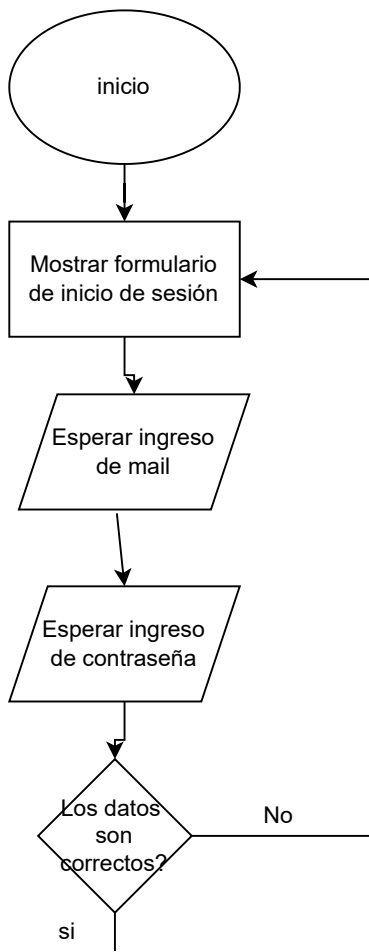 inicio
Mostrar formulario
de inicio de sesión
Esperar ingreso
de mail
Esperar ingreso
de contraseña
Los datos
son
correctos?
No
si